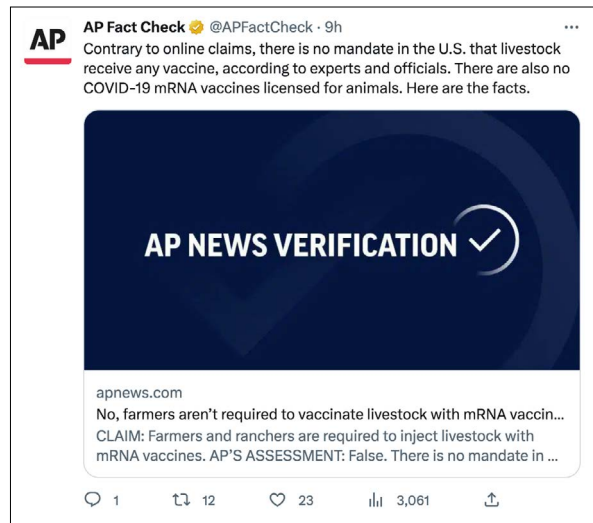 AP
AP Fact Check @APFactCheck · 9h
Contrary to online claims, there is no mandate in the U.S. that livestock
receive any vaccine, according to experts and officials. There are also no
COVID-19 mRNA vaccines licensed for animals. Here are the facts.
AP NEWS VERIFICATION
apnews.com
No, farmers aren't required to vaccinate livestock with mRNA vaccin...
CLAIM: Farmers and ranchers are required to inject livestock with
mRNA vaccines. AP'S ASSESSMENT: False. There is no mandate in ...
1 12 23 3,061